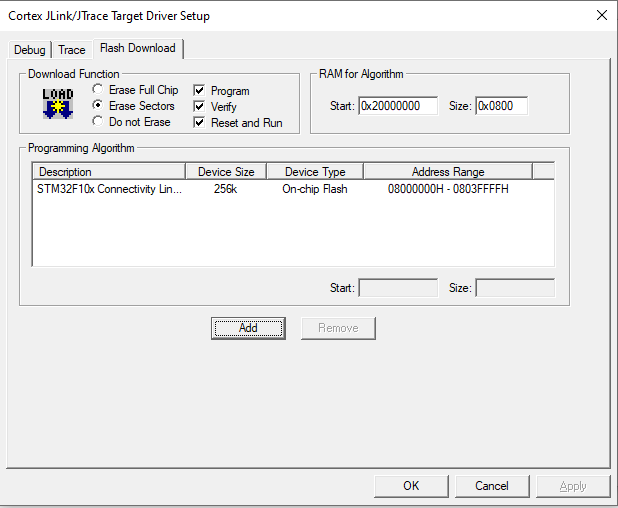 Cortex JLink/JTrace Target Driver Setup
Debug Trace Flash Download
Download Function
LOAD
Erase Full Chip
Erase Sectors
Do not Erase
Program
Verify
Reset and Run
RAM for Algorithm
Start: 0x20000000 Size: 0x0800
Programming Algorithm
Description Device Size Device Type Address Range
STM32F10x Connectivity Lin... 256k On-chip Flash 08000000H - 0803FFFFH
Start: Size:
Add Remove
OK Cancel Apply